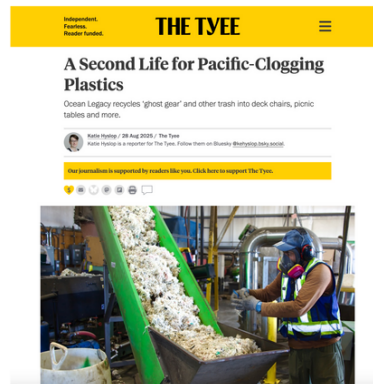 Independent.
Fearless.
Reader funded.
THE TYEE
A Second Life for Pacific-Clogging
Plastics
Ocean Legacy recycles ‘ghost gear’ and other trash into deck chairs, picnic
tables and more.
Katie Hyslop / 28 Aug 2025 / The Tyee
Katie Hyslop is a reporter for The Tyee. Follow them on Bluesky @kehyslop.bsky.social.
Our journalism is supported by readers like you. Click here to support The Tyee.